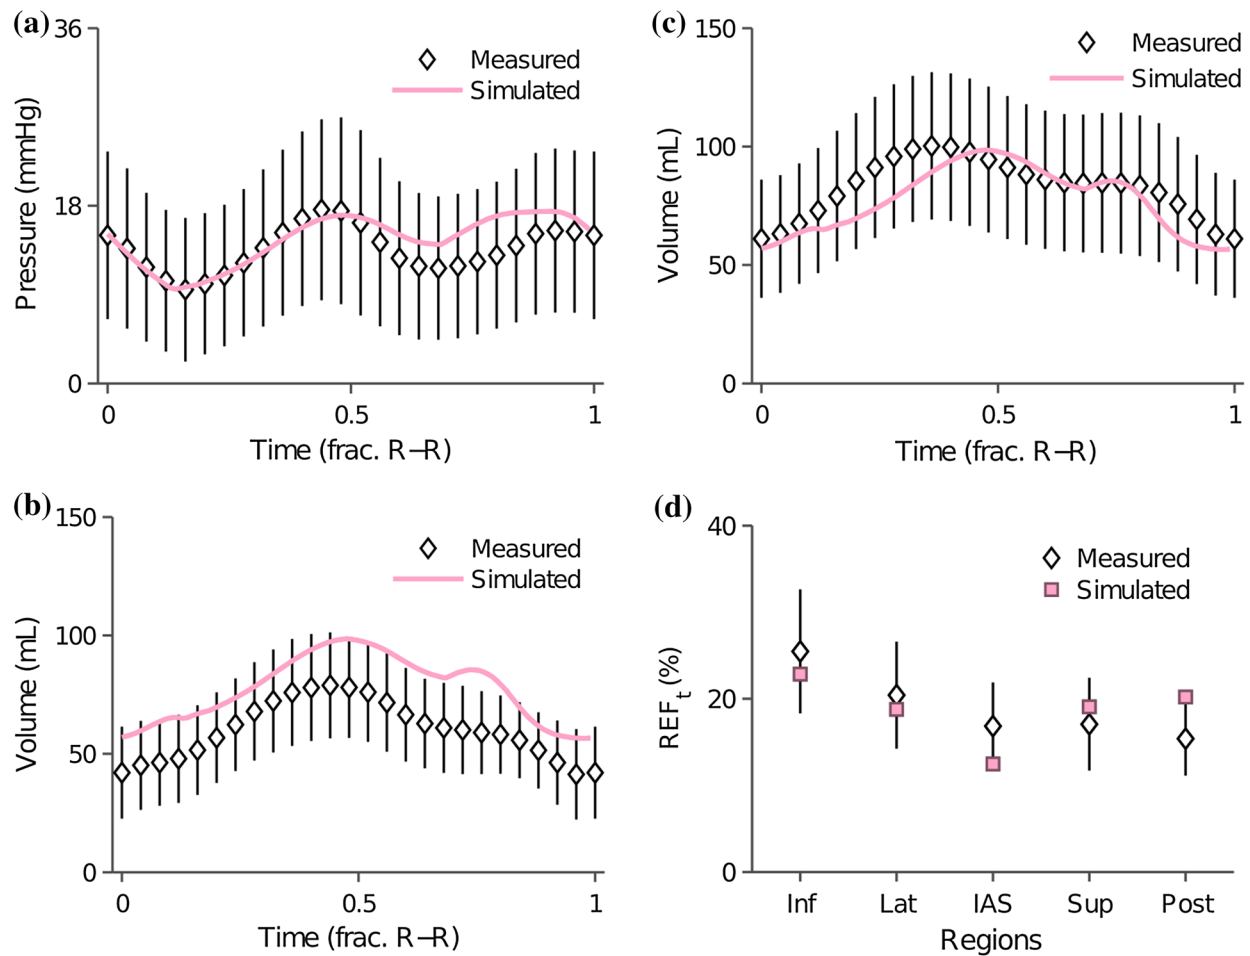 (a)
36
18
0
Pressure (mmHg)
Measured
Simulated
0 0.5 1
Time (frac. R−R)
(b)
150
100
50
0
Volume (mL)
Measured
Simulated
0 0.5 1
Time (frac. R−R)
(c)
150
100
50
0
Volume (mL)
Measured
Simulated
0 0.5 1
Time (frac. R−R)
(d)
40
20
0
REFt (%)
Measured
Simulated
Inf Lat IAS Sup Post
Regions